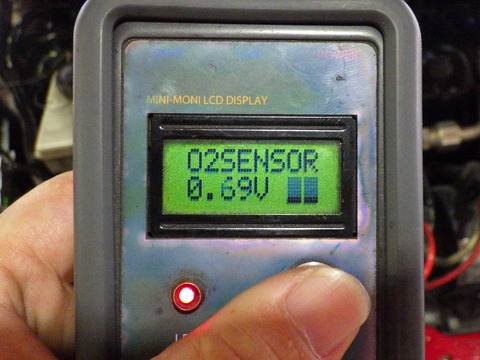 MINI-MONI LCD DISPLAY
O2SENSOR
0.69V